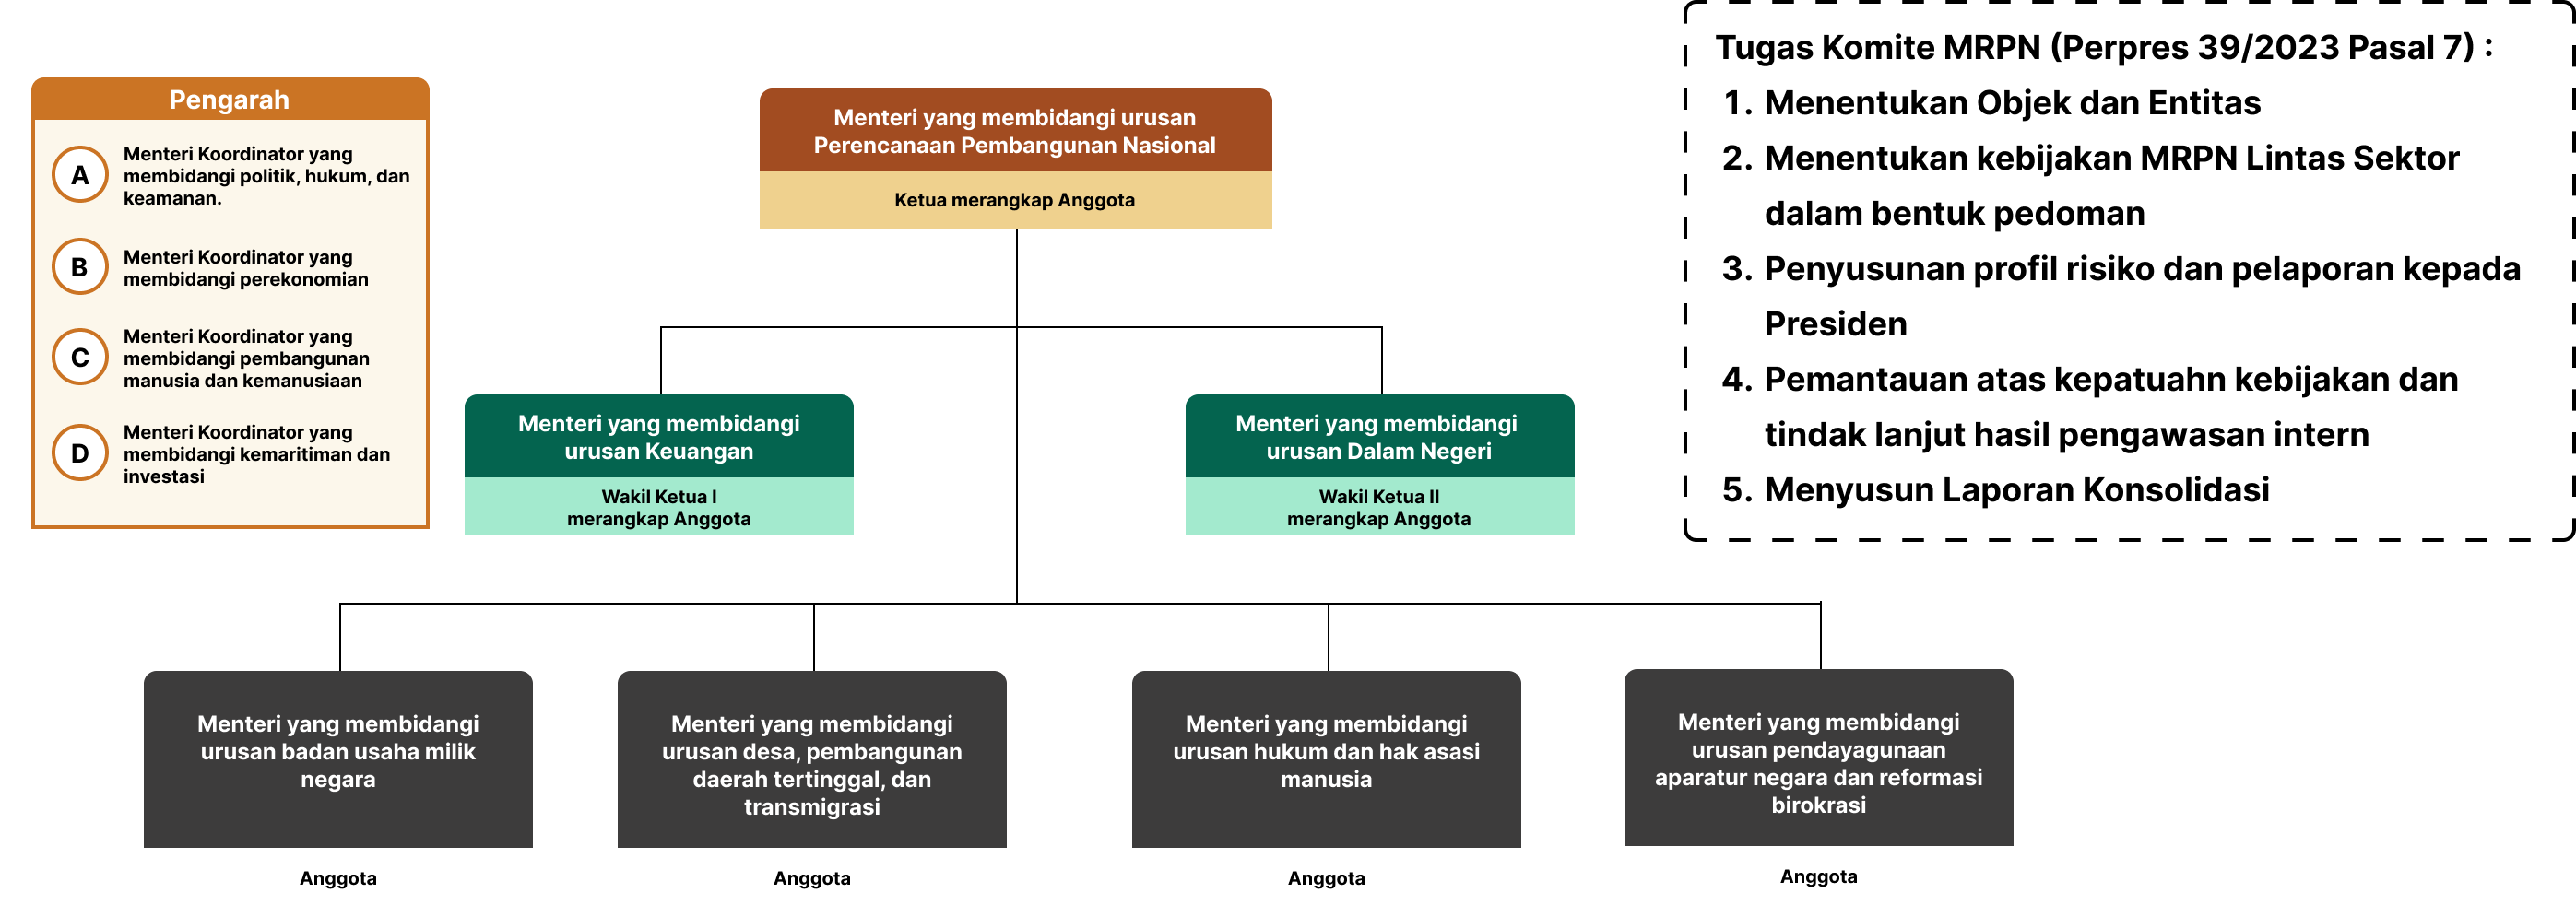 Pengarah
A
Menteri Koordinator yang
membidangi politik, hukum, dan
keamanan.
B
Menteri Koordinator yang
membidangi perekonomian
C
Menteri Koordinator yang
membidangi pembangunan
manusia dan kemanusiaan
D
Menteri Koordinator yang
membidangi kemaritiman dan
investasi
Menteri yang membidangi urusan
Perencanaan Pembangunan Nasional
Ketua merangkap Anggota
Menteri yang membidangi
urusan Keuangan
Wakil Ketua I
merangkap Anggota
Menteri yang membidangi
urusan Dalam Negeri
Wakil Ketua II
merangkap Anggota
Tugas Komite MRPN (Perpres 39/2023 Pasal 7) :
1. Menentukan Objek dan Entitas
2. Menentukan kebijakan MRPN Lintas Sektor
dalam bentuk pedoman
3. Penyusunan profil risiko dan pelaporan kepada
Presiden
4. Pemantauan atas kepatuahn kebijakan dan
tindak lanjut hasil pengawasan intern
5. Menyusun Laporan Konsolidasi
Menteri yang membidangi
urusan badan usaha milik
negara
Anggota
Menteri yang membidangi
urusan desa, pembangunan
daerah tertinggal, dan
transmigrasi
Anggota
Menteri yang membidangi
urusan hukum dan hak asasi
manusia
Anggota
Menteri yang membidangi
urusan pendayagunaan
aparatur negara dan reformasi
birokrasi
Anggota